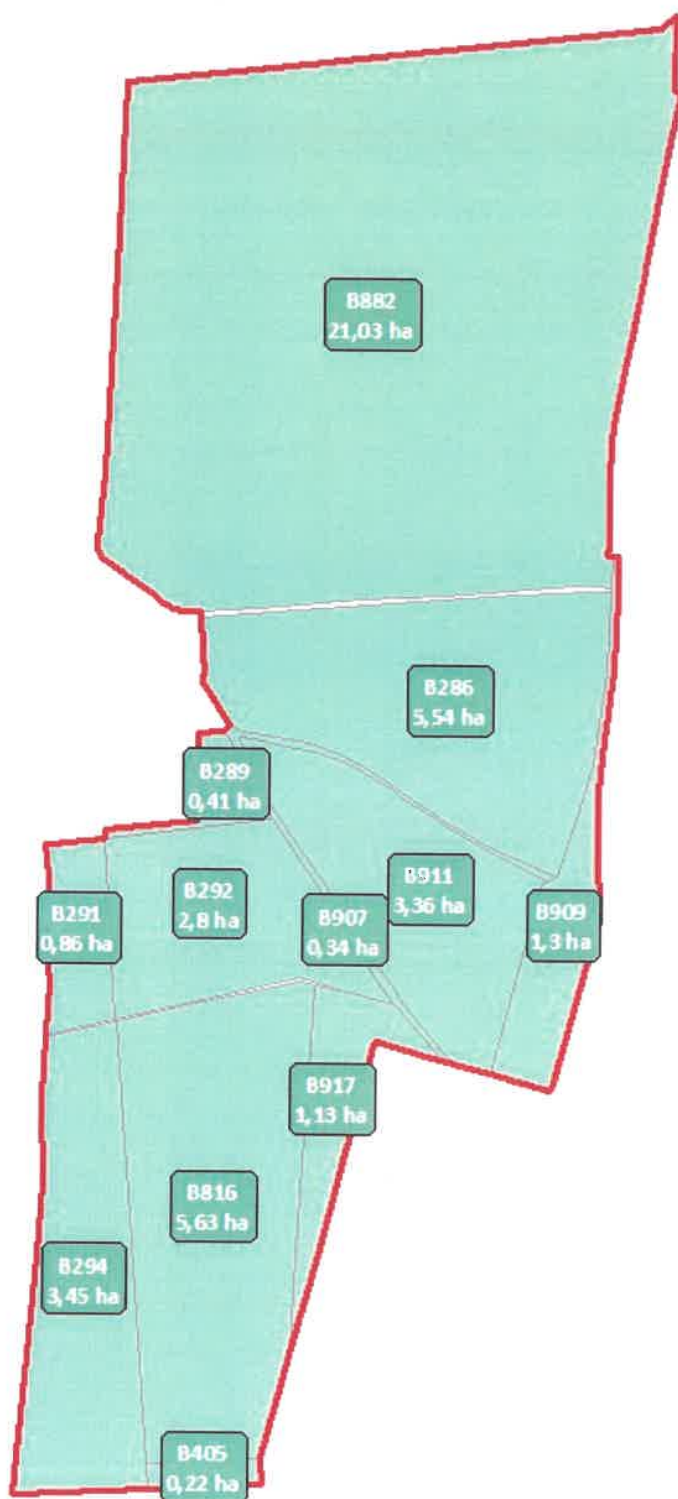 B882
21,03 ha
B286
5,54 ha
B289
0,41 ha
B292
2,8 ha
B911
3,36 ha
B291
0,86 ha
B907
0,34 ha
B909
1,3 ha
B917
1,13 ha
B816
5,63 ha
B294
3,45 ha
B405
0,22 ha